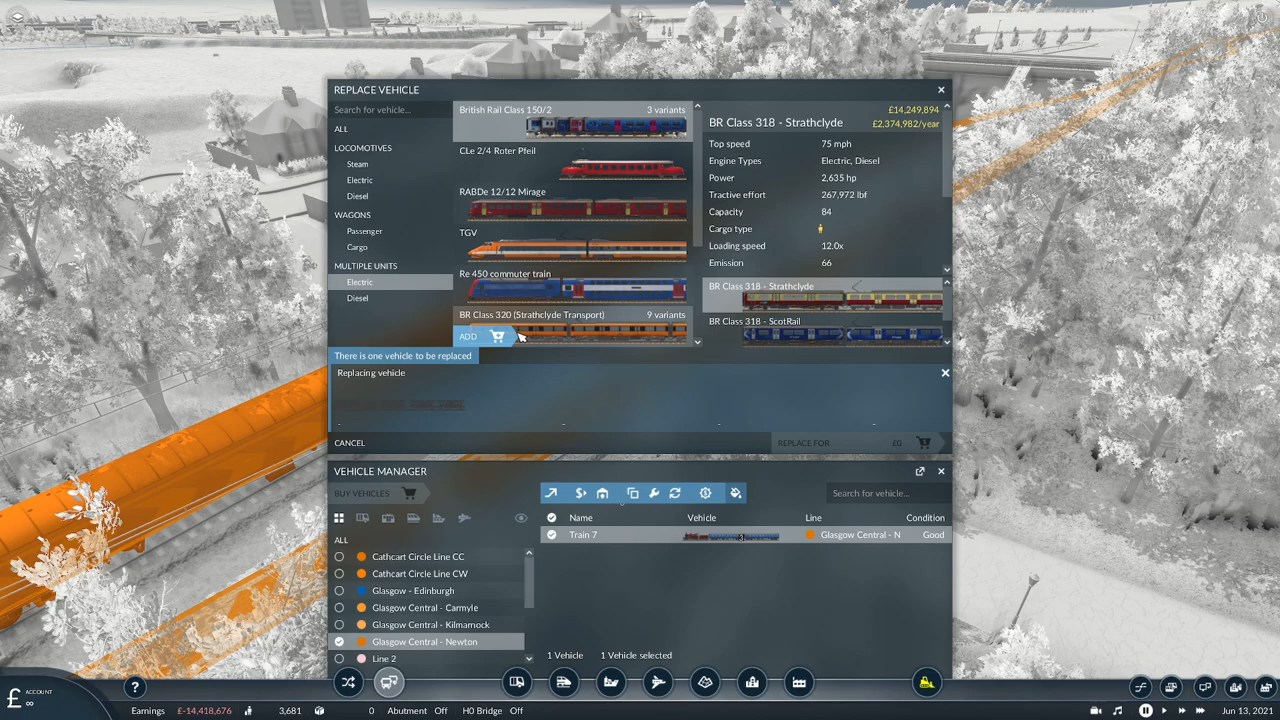 REPLACE VEHICLE
Search for vehicle...
ALL
LOCOMOTIVES
Steam
Electric
Diesel
WAGONS
Passenger
Cargo
MULTIPLE UNITS
Electric
Diesel
British Rail Class 150/2 3 variants
CLe 2/4 Roter Pfeil
RABDe 12/12 Mirage
TGV
Re 450 commuter train
BR Class 320 (Strathclyde Transport) 9 variants
ADD
£14,249,894
BR Class 318 - Strathclyde £2,374,982/year
Top speed 75 mph
Engine Types Electric, Diesel
Power 2,635 hp
Tractive effort 267,972 lbf
Capacity 84
Cargo type
Loading speed 12.0x
Emission 66
BR Class 318 - Strathclyde
BR Class 318 - ScotRail
There is one vehicle to be replaced
Replacing vehicle
- - - -
CANCEL REPLACE FOR £0
VEHICLE MANAGER
BUY VEHICLES
Search for vehicle...
ALL
Cathcart Circle Line CC
Cathcart Circle Line CW
Glasgow - Edinburgh
Glasgow Central - Carmyle
Glasgow Central - Kilmarnock
Glasgow Central - Newton
Line 2
Name Vehicle Line Condition
Train 7 3 Glasgow Central - N Good
1 Vehicle 1 Vehicle selected
£ ACCOUNT
∞
?
Earnings £-14,418,676 3,681 0 Abutment Off H0 Bridge Off Jun 13, 2021